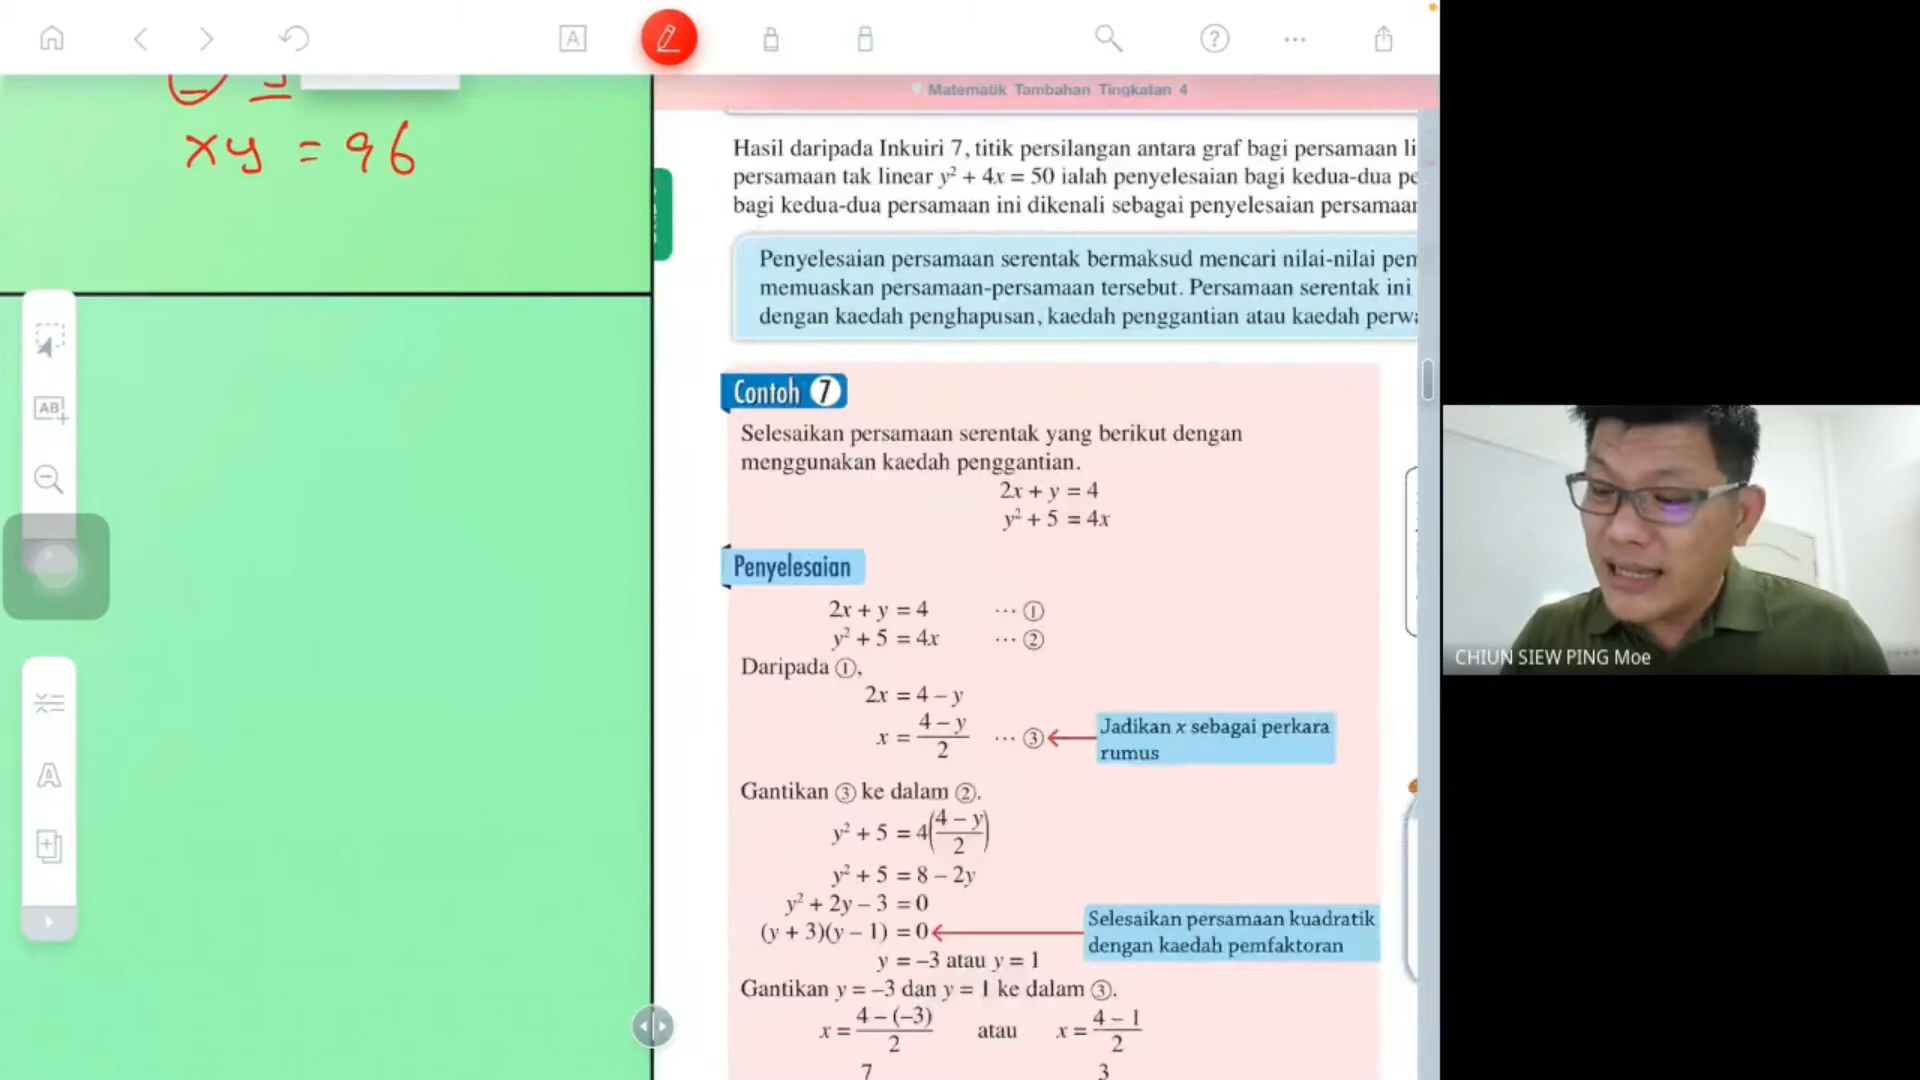 xy = 96
Matematik Tambahan Tingkatan 4
Hasil daripada Inkuiri 7, titik persilangan antara graf bagi persamaan li
persamaan tak linear y² + 4x = 50 ialah penyelesaian bagi kedua-dua pe
bagi kedua-dua persamaan ini dikenali sebagai penyelesaian persamaan
Penyelesaian persamaan serentak bermaksud mencari nilai-nilai pem
memuaskan persamaan-persamaan tersebut. Persamaan serentak ini
dengan kaedah penghapusan, kaedah penggantian atau kaedah perwa
Contoh 7
Selesaikan persamaan serentak yang berikut dengan
menggunakan kaedah penggantian.
2x + y = 4
y² + 5 = 4x
Penyelesaian
2x + y = 4 ... ①
y² + 5 = 4x ... ②
Daripada ①,
2x = 4 – y
x = (4 – y)/2 ... ③
Jadikan x sebagai perkara
rumus
Gantikan ③ ke dalam ②.
y² + 5 = 4((4 – y)/2)
y² + 5 = 8 – 2y
y² + 2y – 3 = 0
(y + 3)(y – 1) = 0
Selesaikan persamaan kuadratik
dengan kaedah pemfaktoran
y = –3 atau y = 1
Gantikan y = –3 dan y = 1 ke dalam ③.
x = (4 – (–3))/2 atau x = (4 – 1)/2
7 3
CHIUN SIEW PING Moe